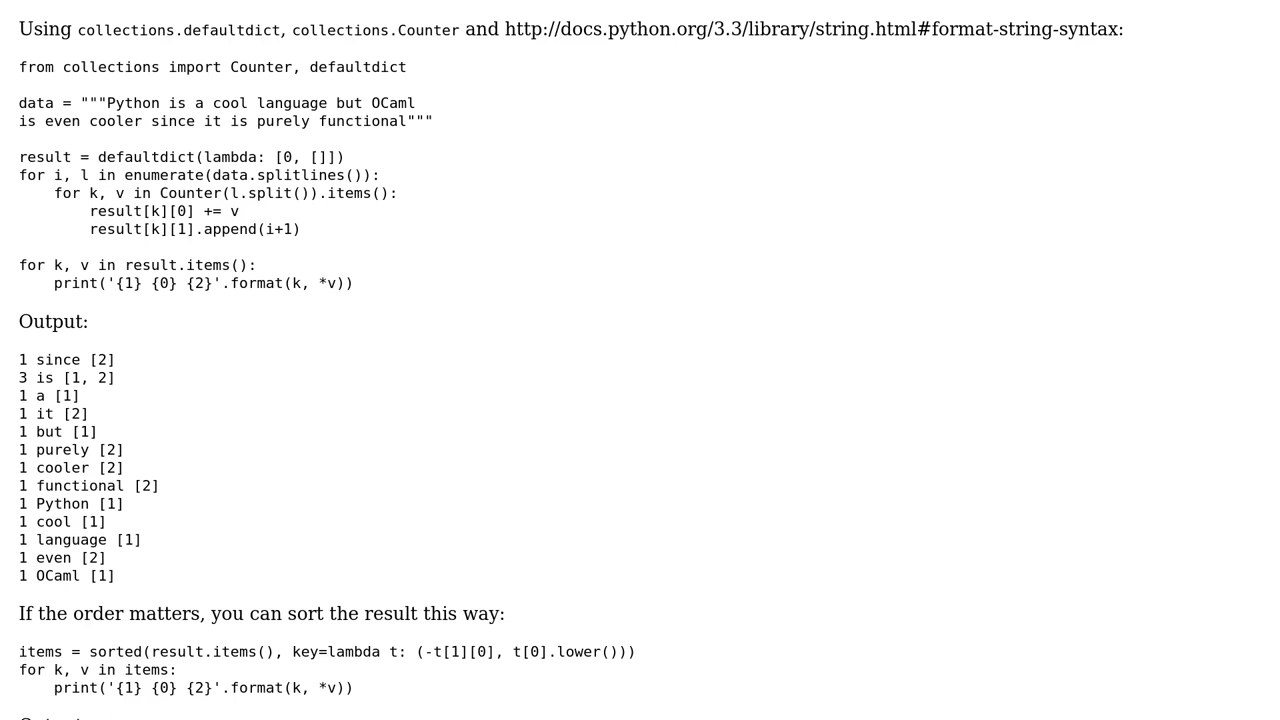 Using collections.defaultdict, collections.Counter and http://docs.python.org/3.3/library/string.html#format-string-syntax:
from collections import Counter, defaultdict
data = """Python is a cool language but OCaml
is even cooler since it is purely functional"""
result = defaultdict(lambda: [0, []])
for i, l in enumerate(data.splitlines()):
    for k, v in Counter(l.split()).items():
        result[k][0] += v
        result[k][1].append(i+1)
for k, v in result.items():
    print('{1} {0} {2}'.format(k, *v))
Output:
1 since [2]
3 is [1, 2]
1 a [1]
1 it [2]
1 but [1]
1 purely [2]
1 cooler [2]
1 functional [2]
1 Python [1]
1 cool [1]
1 language [1]
1 even [2]
1 OCaml [1]
If the order matters, you can sort the result this way:
items = sorted(result.items(), key=lambda t: (-t[1][0], t[0].lower()))
for k, v in items:
    print('{1} {0} {2}'.format(k, *v))